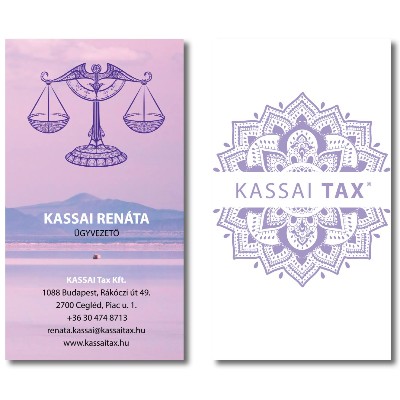 KASSAI RENÁTA
ÜGYVEZETŐ
KASSAI Tax Kft.
1088 Budapest, Rákóczi út 49.
2700 Cegléd, Piac u. 1.
+36 30 474 8713
renata.kassai@kassaitax.hu
www.kassaitax.hu
KASSAI TAX®